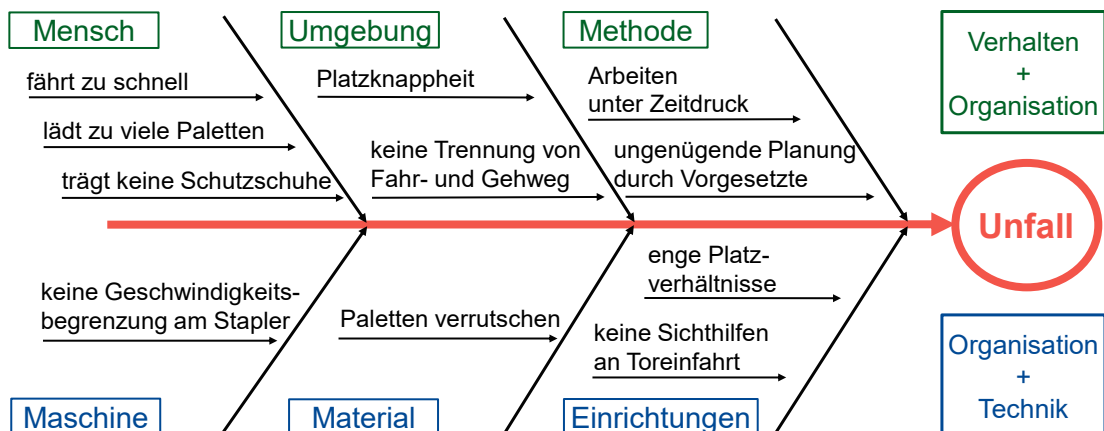 Mensch
Umgebung
Methode
Verhalten
+
Organisation
fährt zu schnell
lädt zu viele Paletten
trägt keine Schutzschuhe
Platzknappheit
keine Trennung von
Fahr- und Gehweg
Arbeiten
unter Zeitdruck
ungenügende Planung
durch Vorgesetzte
Unfall
keine Geschwindigkeits-
begrenzung am Stapler
Paletten verrutschen
enge Platz-
verhältnisse
keine Sichthilfen
an Toreinfahrt
Maschine
Material
Einrichtungen
Organisation
+
Technik